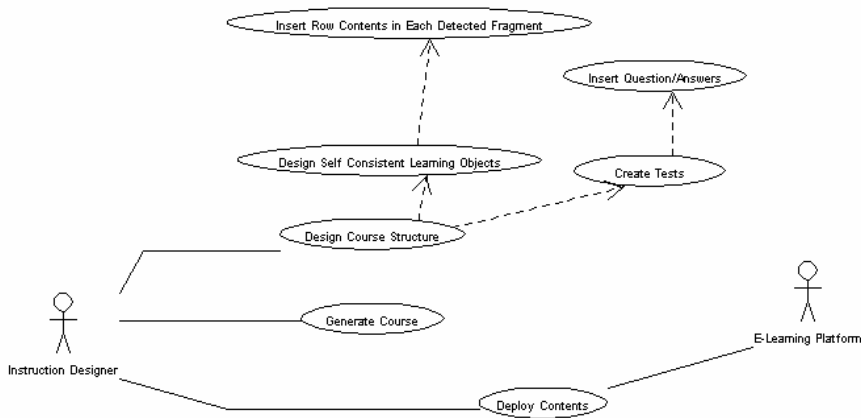 Insert Row Contents in Each Detected Fragment
Insert Question/Answers
Design Self Consistent Learning Objects
Create Tests
Design Course Structure
Generate Course
E-Learning Platform
Instruction Designer
Deploy Contents